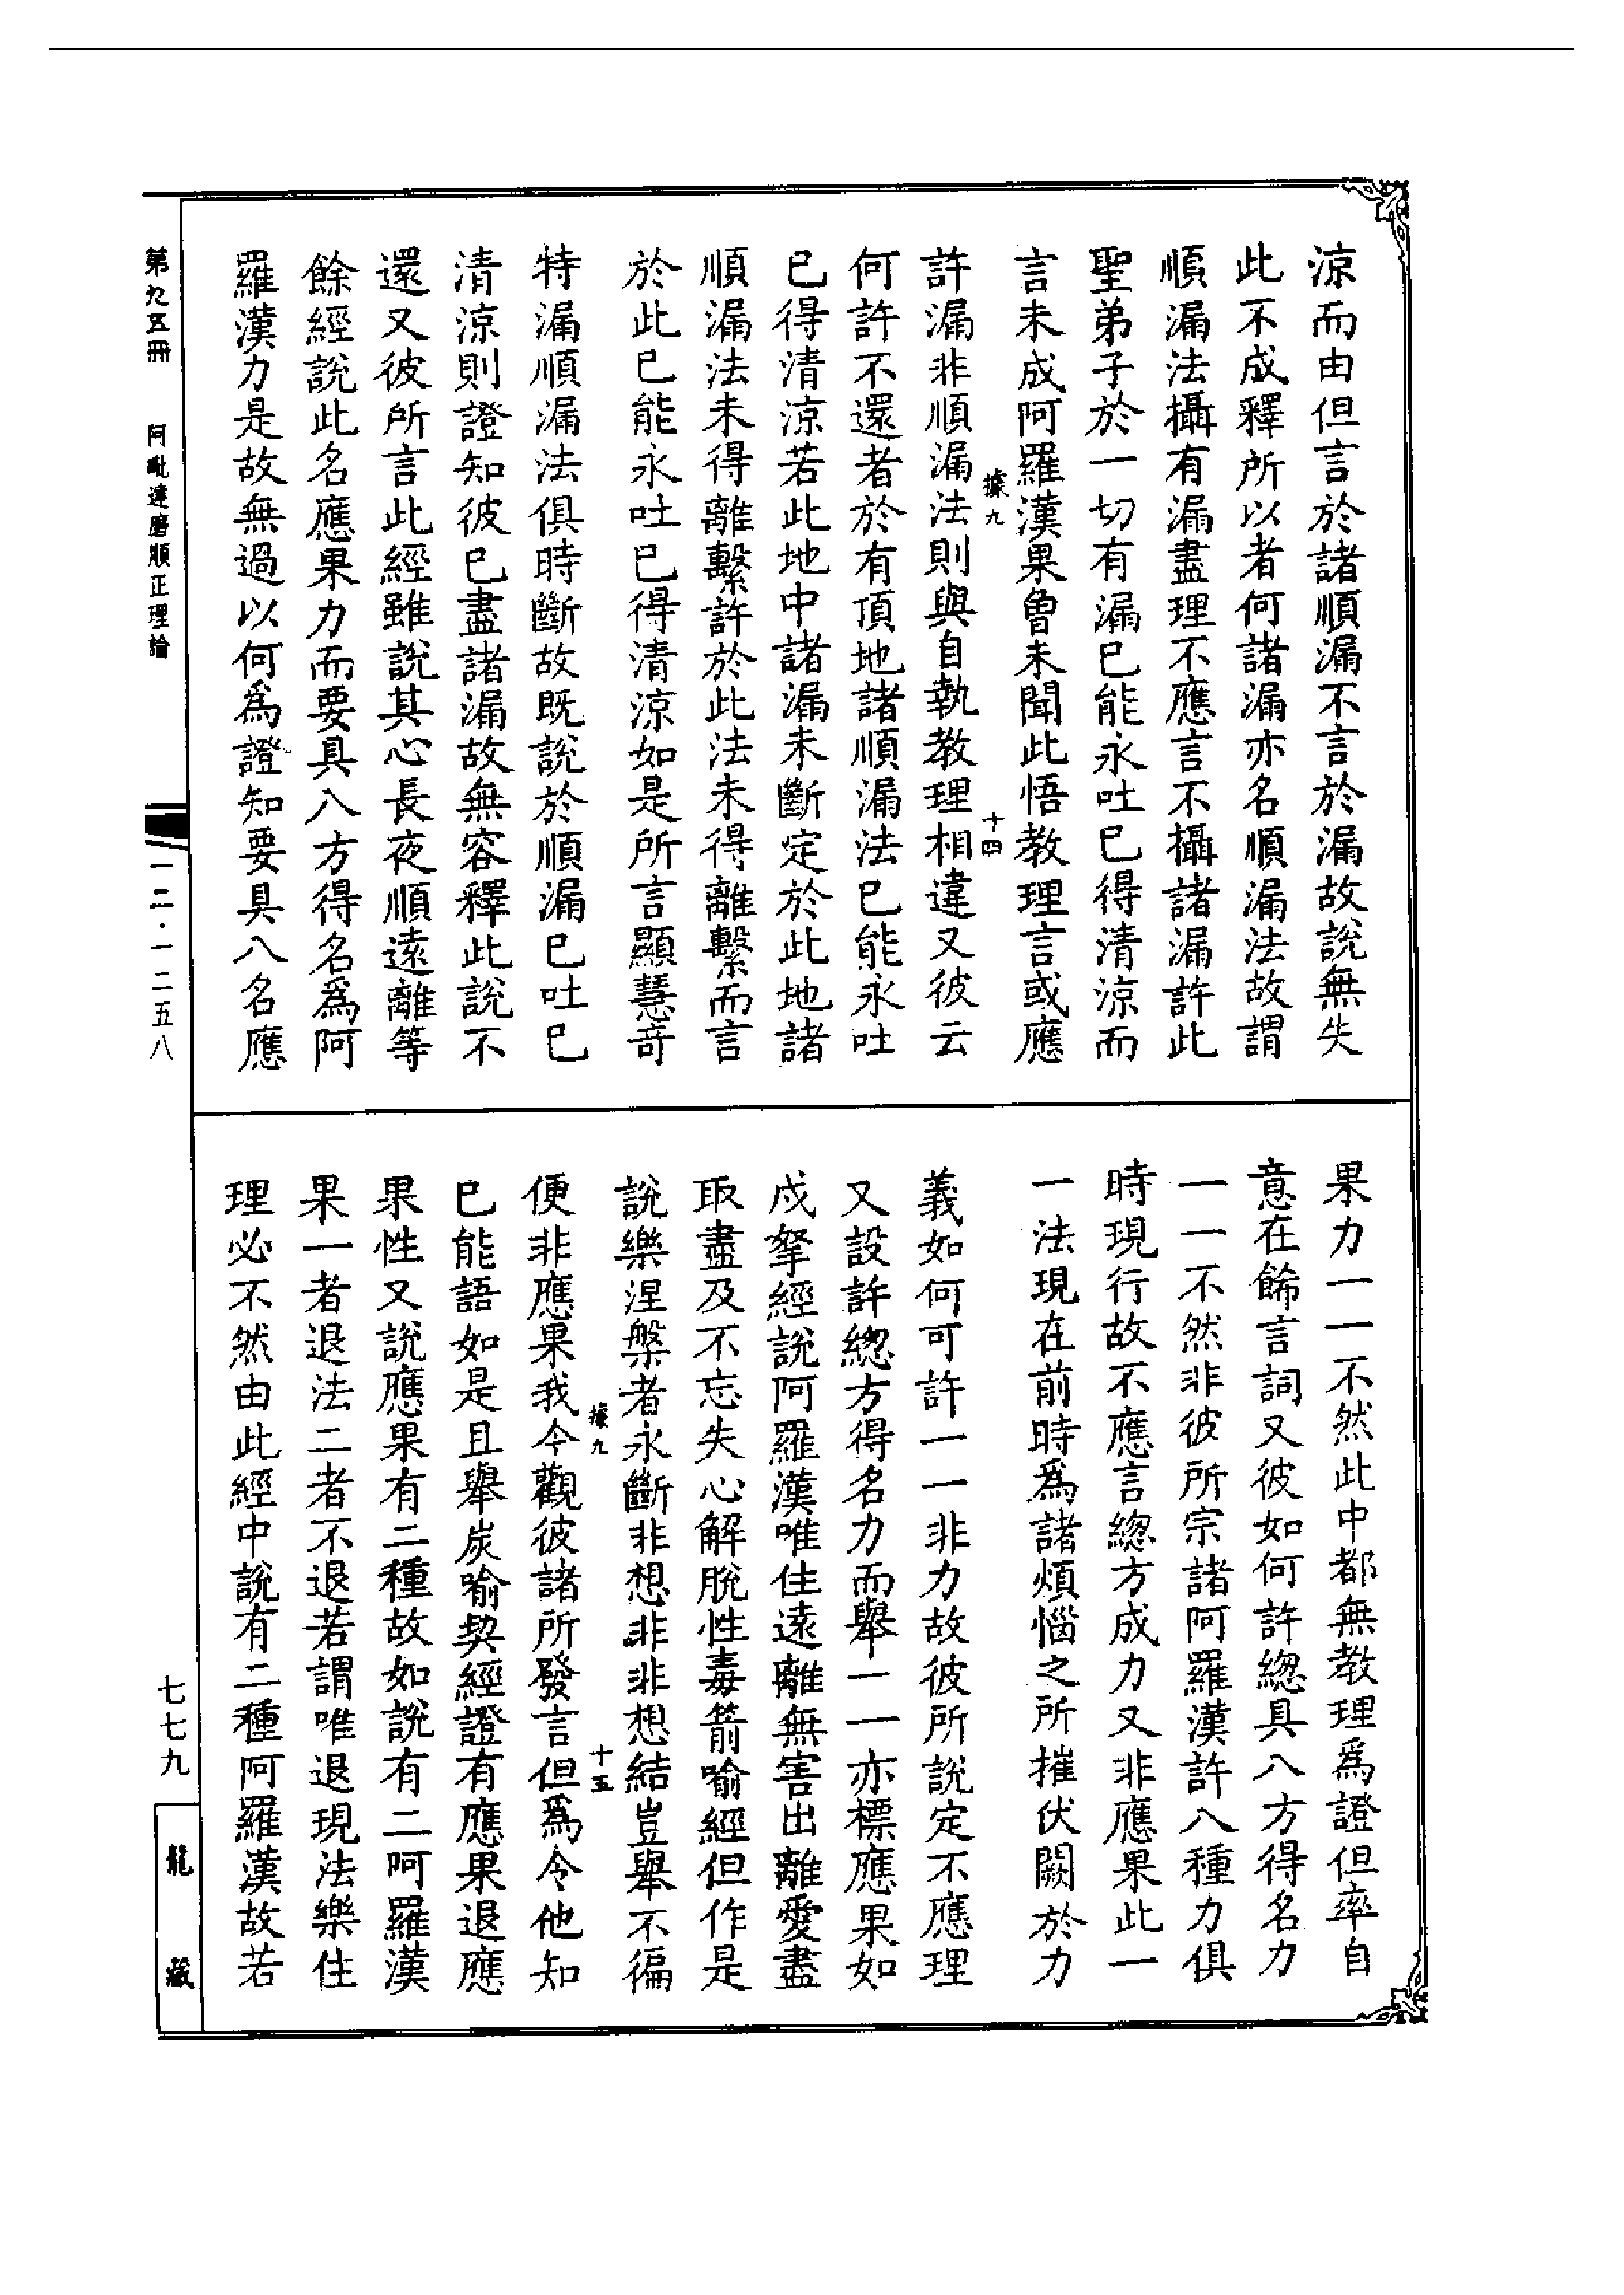 涼而由但言於諸順漏不言於漏故說無失
此不成釋所以者何諸漏亦名順漏法故謂
順漏法攝有漏盡理不應言不攝諸漏許此
聖弟子於一切有漏已能永吐已得清涼而
言未成阿羅漢果曾未聞此悟教理言或應
據九
十四
許漏非順漏法則與自執教理相違又彼云
何許不還者於有頂地諸順漏法已能永吐
已得清涼若此地中諸漏未斷定於此地諸
順漏法未得離繫許於此法未得離繫而言
於此已能永吐已得清涼如是所言顯慧奇
特漏順漏法俱時斷故既說於順漏已吐已
清涼則證知彼已盡諸漏故無容釋此說不
還又彼所言此經雖說其心長夜順遠離等
餘經說此名應果力而要具八方得名為阿
羅漢力是故無過以何為證知要具八名應
果力一一不然此中都無教理為證但率自
意在餙言詞又彼如何許緫具八方得名力
一一不然非彼所宗諸阿羅漢許八種力俱
時現行故不應言緫方成力又非應果此一
一法現在前時為諸煩惱之所摧伏闕於力
義如何可許一一非力故彼所說定不應理
又設許緫方得名力而舉一一亦標應果如
戍拏經說阿羅漢唯住遠離無害出離愛盡
取盡及不忘失心解脫性毒箭喻經但作是
說樂涅槃者永斷非想非非想結豈舉不徧
據九
十五
便非應果我今觀彼諸所發言但為令他知
已能語如是且舉炭喻契經證有應果退應
果性又說應果有二種故如說有二阿羅漢
果一者退法二者不退若謂唯退現法樂住
理必不然由此經中說有二種阿羅漢故若
第九五冊　阿毗達磨順正理論
一二・一二五八
七七九
龍藏